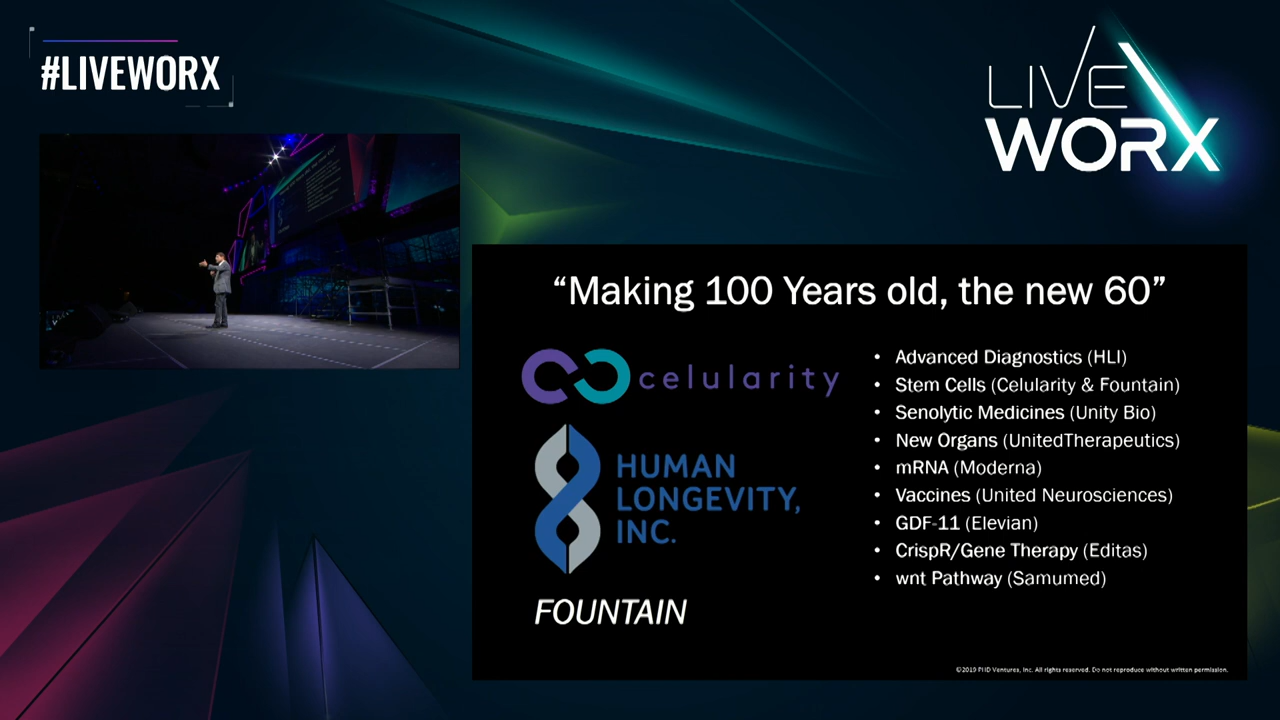 #LIVEWORX
LIVE
WORX
“Making 100 Years old, the new 60”
celularity
HUMAN
LONGEVITY,
INC.
FOUNTAIN
• Advanced Diagnostics (HLI)
• Stem Cells (Celularity & Fountain)
• Senolytic Medicines (Unity Bio)
• New Organs (UnitedTherapeutics)
• mRNA (Moderna)
• Vaccines (United Neurosciences)
• GDF-11 (Elevian)
• CrispR/Gene Therapy (Editas)
• wnt Pathway (Samumed)
©2019 PHD Ventures, Inc. All rights reserved. Do not reproduce without written permission.